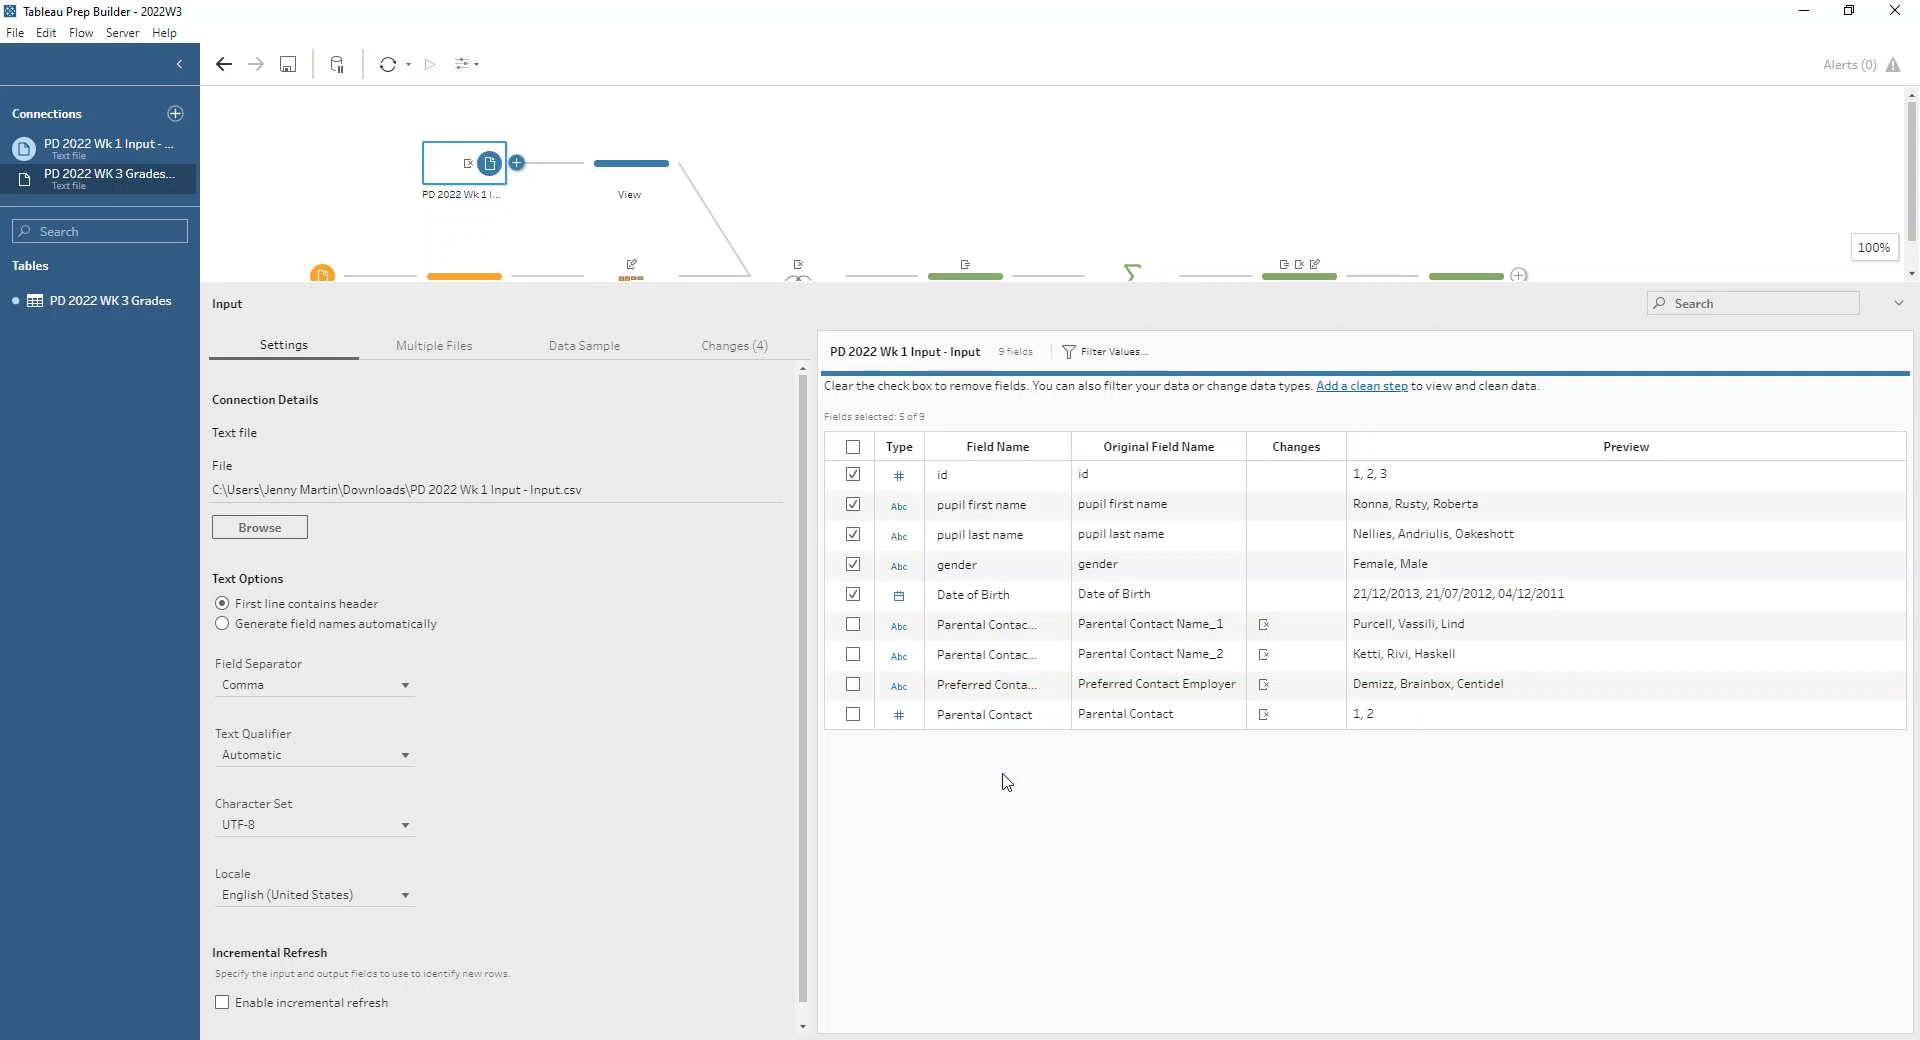 Tableau Prep Builder - 2022W3
File Edit Flow Server Help
Alerts (0)
Connections
PD 2022 Wk 1 Input - ...
Text file
PD 2022 WK 3 Grades...
Text file
Search
Tables
PD 2022 WK 3 Grades
PD 2022 Wk 1 I...
View
100%
Input
Search
Settings Multiple Files Data Sample Changes (4)
Connection Details
Text file
File
C:\Users\Jenny Martin\Downloads\PD 2022 Wk 1 Input - Input.csv
Browse
Text Options
First line contains header
Generate field names automatically
Field Separator
Comma
Text Qualifier
Automatic
Character Set
UTF-8
Locale
English (United States)
Incremental Refresh
Specify the input and output fields to use to identify new rows.
Enable incremental refresh
PD 2022 Wk 1 Input - Input 9 fields Filter Values...
Clear the check box to remove fields. You can also filter your data or change data types. Add a clean step to view and clean data.
Fields selected: 5 of 9
Type Field Name Original Field Name Changes Preview
# id id 1, 2, 3
Abc pupil first name pupil first name Ronna, Rusty, Roberta
Abc pupil last name pupil last name Nellies, Andriulis, Oakeshott
Abc gender gender Female, Male
Date of Birth Date of Birth 21/12/2013, 21/07/2012, 04/12/2011
Abc Parental Contac... Parental Contact Name_1 Purcell, Vassili, Lind
Abc Parental Contac... Parental Contact Name_2 Ketti, Rivi, Haskell
Abc Preferred Conta... Preferred Contact Employer Demizz, Brainbox, Centidel
# Parental Contact Parental Contact 1, 2